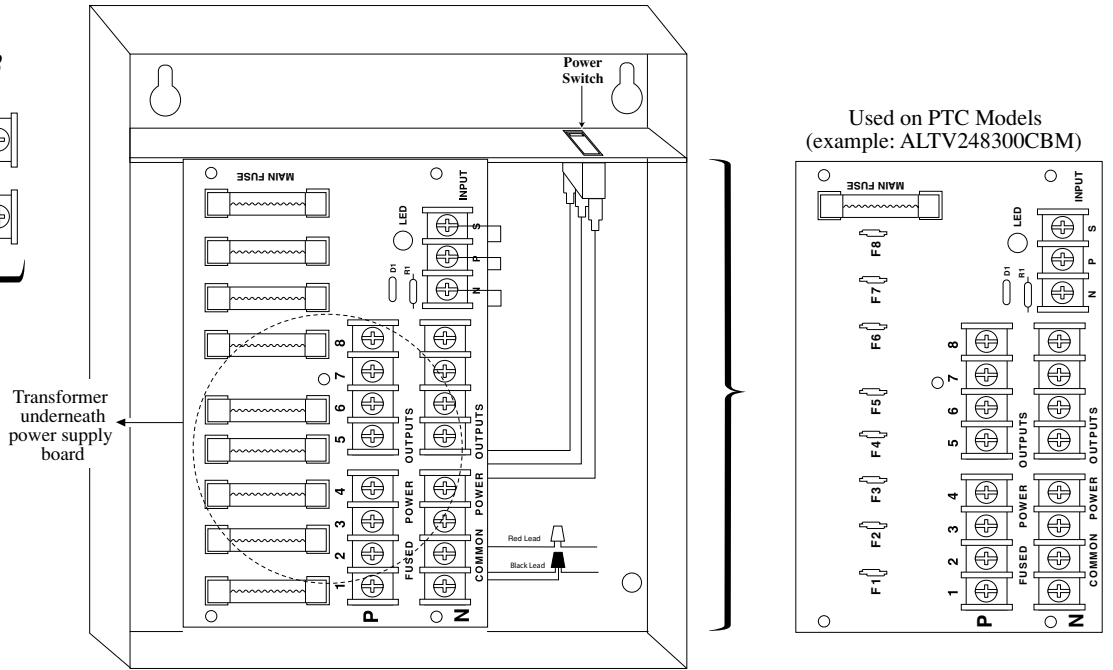 Power
Switch
MAIN FUSE
INPUT
LED
S
P
N
D1
R1
8
7
6
5
4
3
2
1
FUSED POWER OUTPUTS
COMMON POWER OUTPUTS
P
N
Red Lead
Black Lead
Transformer
underneath
power supply
board
Used on PTC Models
(example: ALTV248300CBM)
MAIN FUSE
INPUT
LED
S
P
N
D1
R1
F8
F7
F6
F5
F4
F3
F2
F1
8
7
6
5
4
3
2
1
FUSED POWER OUTPUTS
COMMON POWER OUTPUTS
P
N